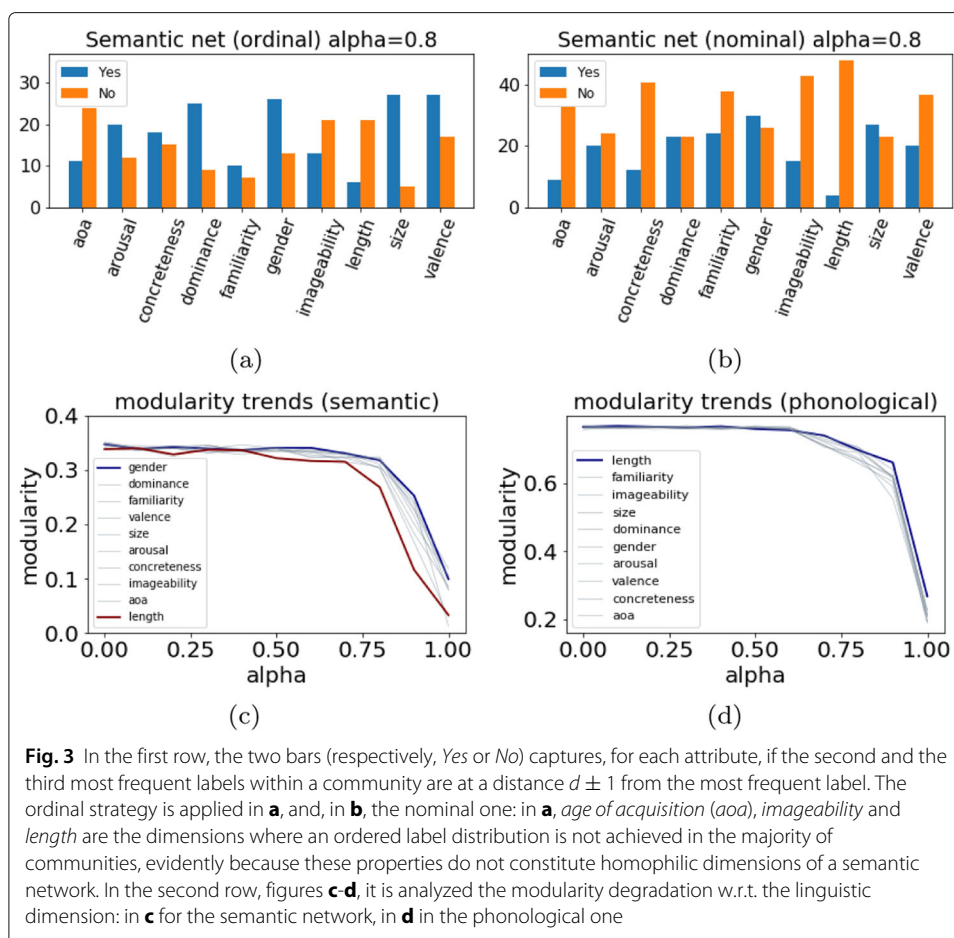 Semantic net (ordinal) alpha=0.8
Yes
No
30
20
10
0
aoa
arousal
concreteness
dominance
familiarity
gender
imageability
length
size
valence
(a)
Semantic net (nominal) alpha=0.8
Yes
No
40
20
0
aoa
arousal
concreteness
dominance
familiarity
gender
imageability
length
size
valence
(b)
modularity trends (semantic)
modularity
0.4
0.3
0.2
0.1
0.0
gender
dominance
familiarity
valence
size
arousal
concreteness
imageability
aoa
length
0.00 0.25 0.50 0.75 1.00
alpha
(c)
modularity trends (phonological)
modularity
0.6
0.4
0.2
length
familiarity
imageability
size
dominance
gender
arousal
valence
concreteness
aoa
0.00 0.25 0.50 0.75 1.00
alpha
(d)
Fig. 3 In the first row, the two bars (respectively, Yes or No) captures, for each attribute, if the second and the
third most frequent labels within a community are at a distance d ± 1 from the most frequent label. The
ordinal strategy is applied in a, and, in b, the nominal one: in a, age of acquisition (aoa), imageability and
length are the dimensions where an ordered label distribution is not achieved in the majority of
communities, evidently because these properties do not constitute homophilic dimensions of a semantic
network. In the second row, figures c-d, it is analyzed the modularity degradation w.r.t. the linguistic
dimension: in c for the semantic network, in d in the phonological one